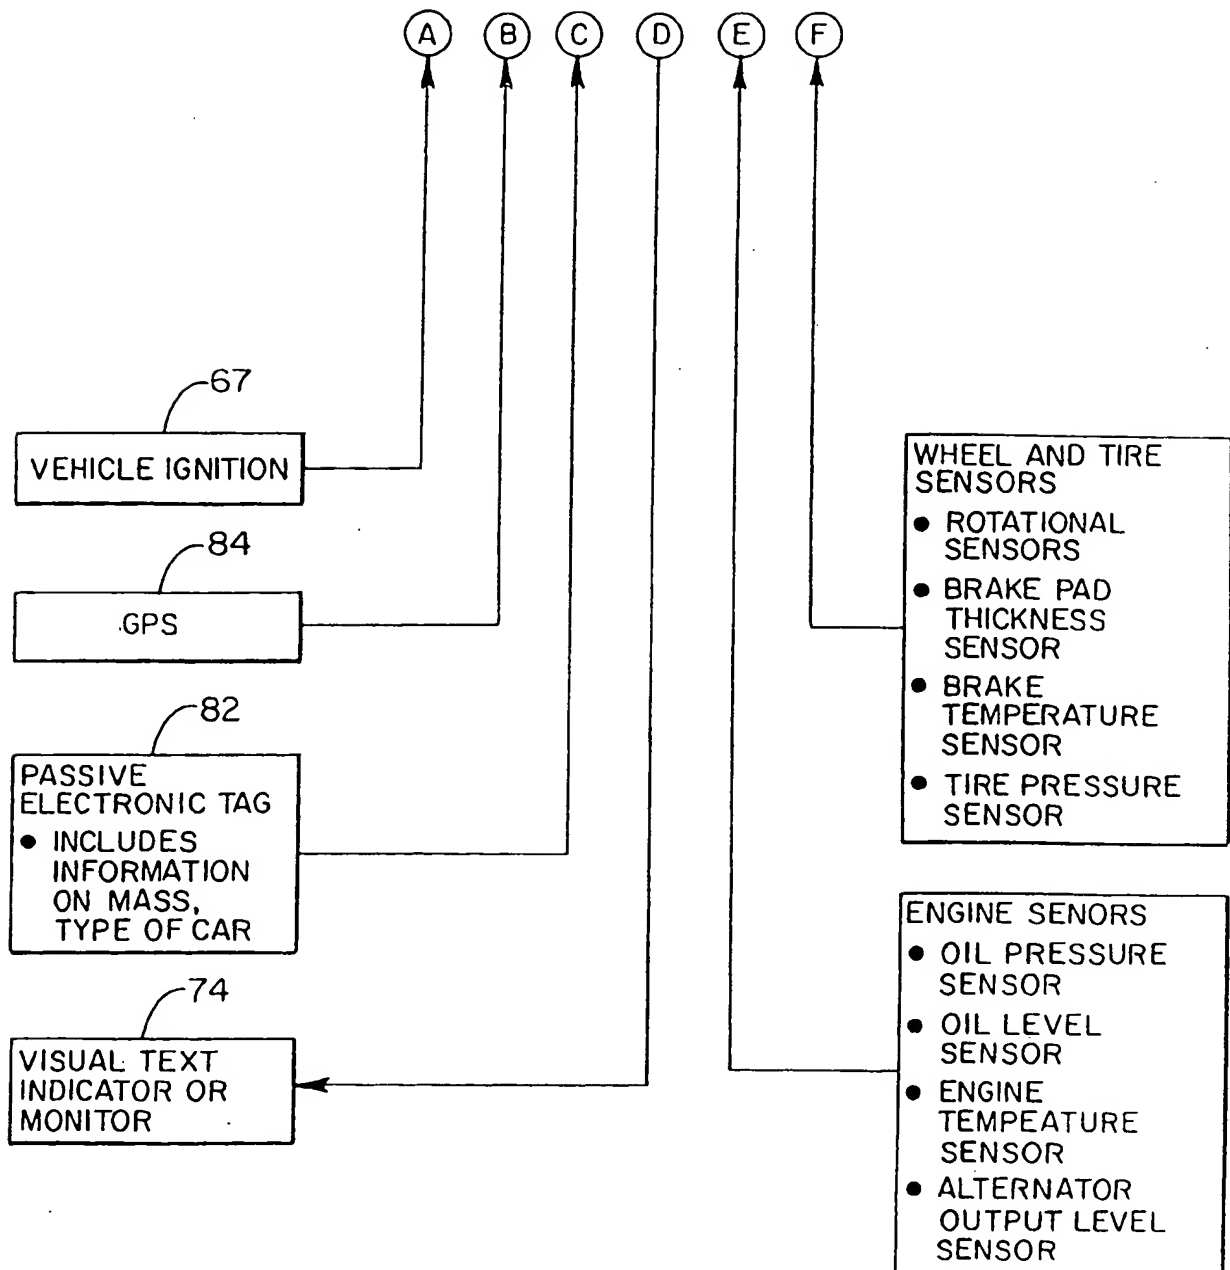 A B C D E F
67
VEHICLE IGNITION
84
GPS
82
PASSIVE
ELECTRONIC TAG
● INCLUDES
INFORMATION
ON MASS,
TYPE OF CAR
74
VISUAL TEXT
INDICATOR OR
MONITOR
WHEEL AND TIRE
SENSORS
● ROTATIONAL
SENSORS
● BRAKE PAD
THICKNESS
SENSOR
● BRAKE
TEMPERATURE
SENSOR
● TIRE PRESSURE
SENSOR
ENGINE SENORS
● OIL PRESSURE
SENSOR
● OIL LEVEL
SENSOR
● ENGINE
TEMPEATURE
SENSOR
● ALTERNATOR
OUTPUT LEVEL
SENSOR